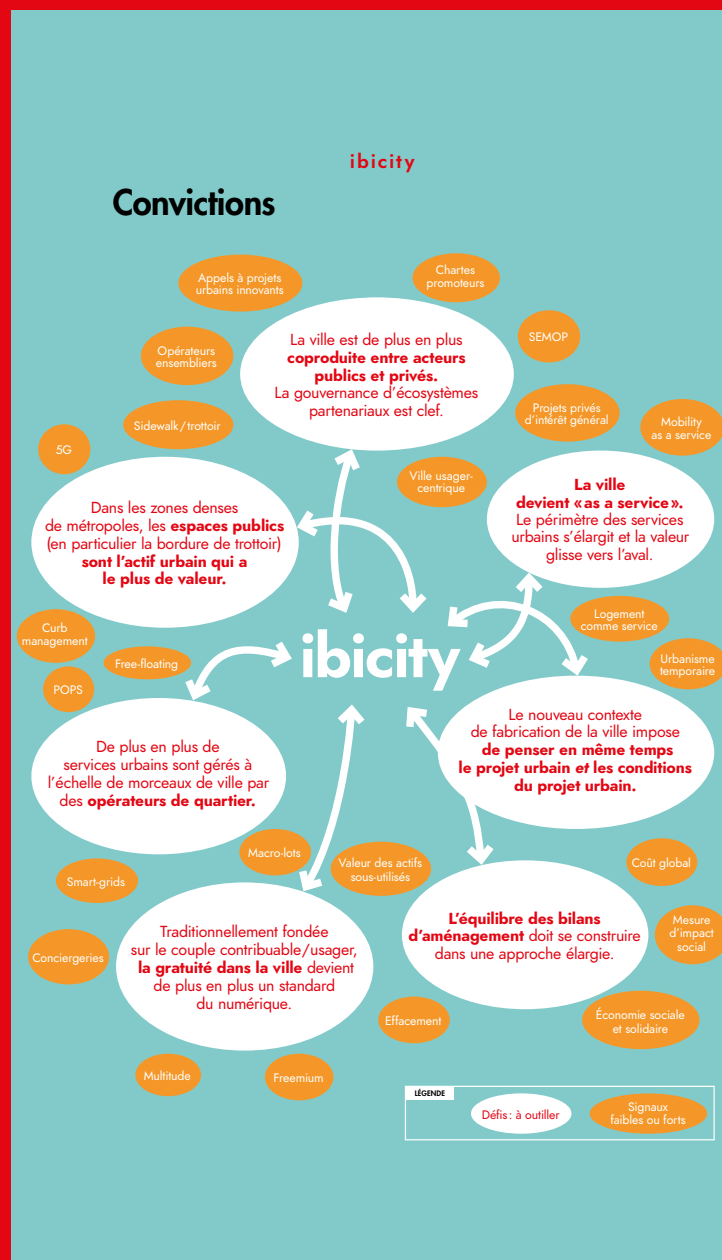 ibicity
Convictions
Appels à projets
urbains innovants
Chartes
promoteurs
Opérateurs
ensembliers
La ville est de plus en plus
coproduite entre acteurs
publics et privés.
La gouvernance d’écosystèmes
partenariaux est clef.
SEMOP
Sidewalk / trottoir
Projets privés
d’intérêt général
Mobility
as a service
5G
Ville usager-
centrique
Dans les zones denses
de métropoles, les espaces publics
(en particulier la bordure de trottoir)
sont l’actif urbain qui a
le plus de valeur.
La ville
devient « as a service ».
Le périmètre des services
urbains s’élargit et la valeur
glisse vers l’aval.
Curb
management
Free-floating
POPS
ibicity
Logement
comme service
Urbanisme
temporaire
De plus en plus de
services urbains sont gérés à
l’échelle de morceaux de ville par
des opérateurs de quartier.
Le nouveau contexte
de fabrication de la ville impose
de penser en même temps
le projet urbain et les conditions
du projet urbain.
Macro-lots
Valeur des actifs
sous-utilisés
Coût global
Smart-grids
Conciergeries
Traditionnellement fondée
sur le couple contribuable/usager,
la gratuité dans la ville devient
de plus en plus un standard
du numérique.
L’équilibre des bilans
d’aménagement doit se construire
dans une approche élargie.
Mesure
d’impact
social
Effacement
Économie sociale
et solidaire
Multitude
Freemium
LÉGENDE
Défis : à outiller
Signaux
faibles ou forts